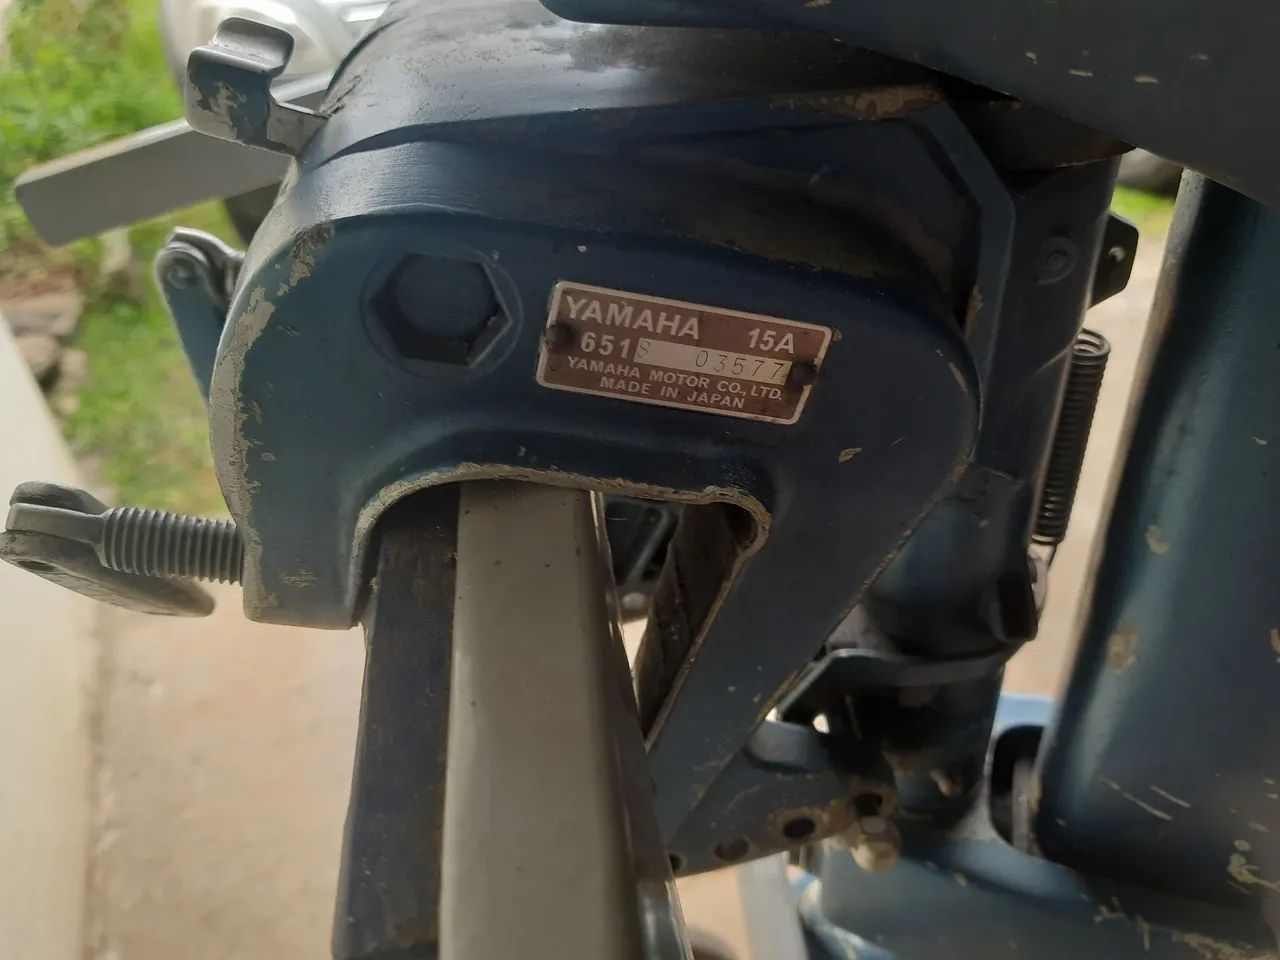 YAMAHA 15A
651S 03577
YAMAHA MOTOR CO., LTD.
MADE IN JAPAN